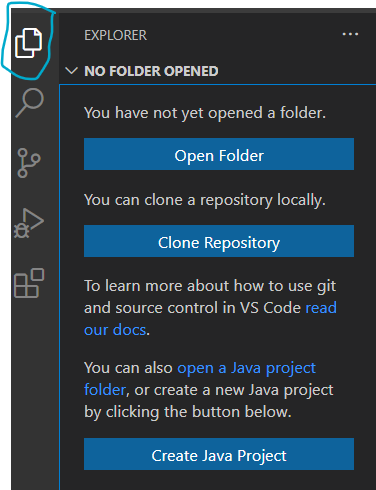 EXPLORER
NO FOLDER OPENED
You have not yet opened a folder.
Open Folder
You can clone a repository locally.
Clone Repository
To learn more about how to use git
and source control in VS Code read
our docs.
You can also open a Java project
folder, or create a new Java project
by clicking the button below.
Create Java Project